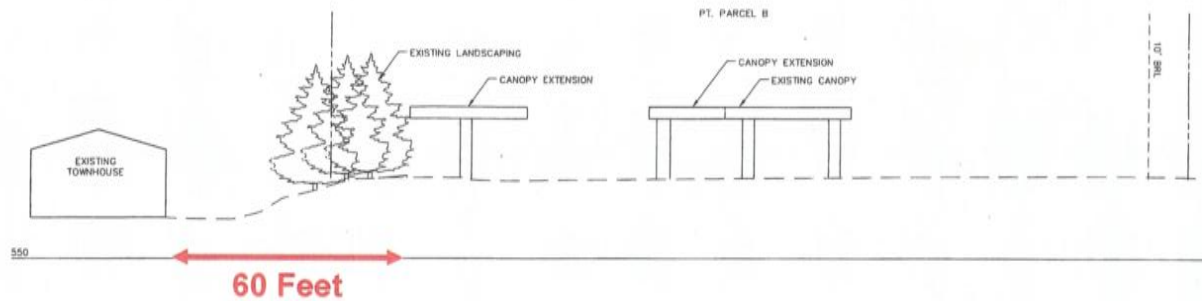 PT. PARCEL B
EXISTING LANDSCAPING
CANOPY EXTENSION
CANOPY EXTENSION
EXISTING CANOPY
10' BRL
EXISTING
TOWNHOUSE
550
60 Feet